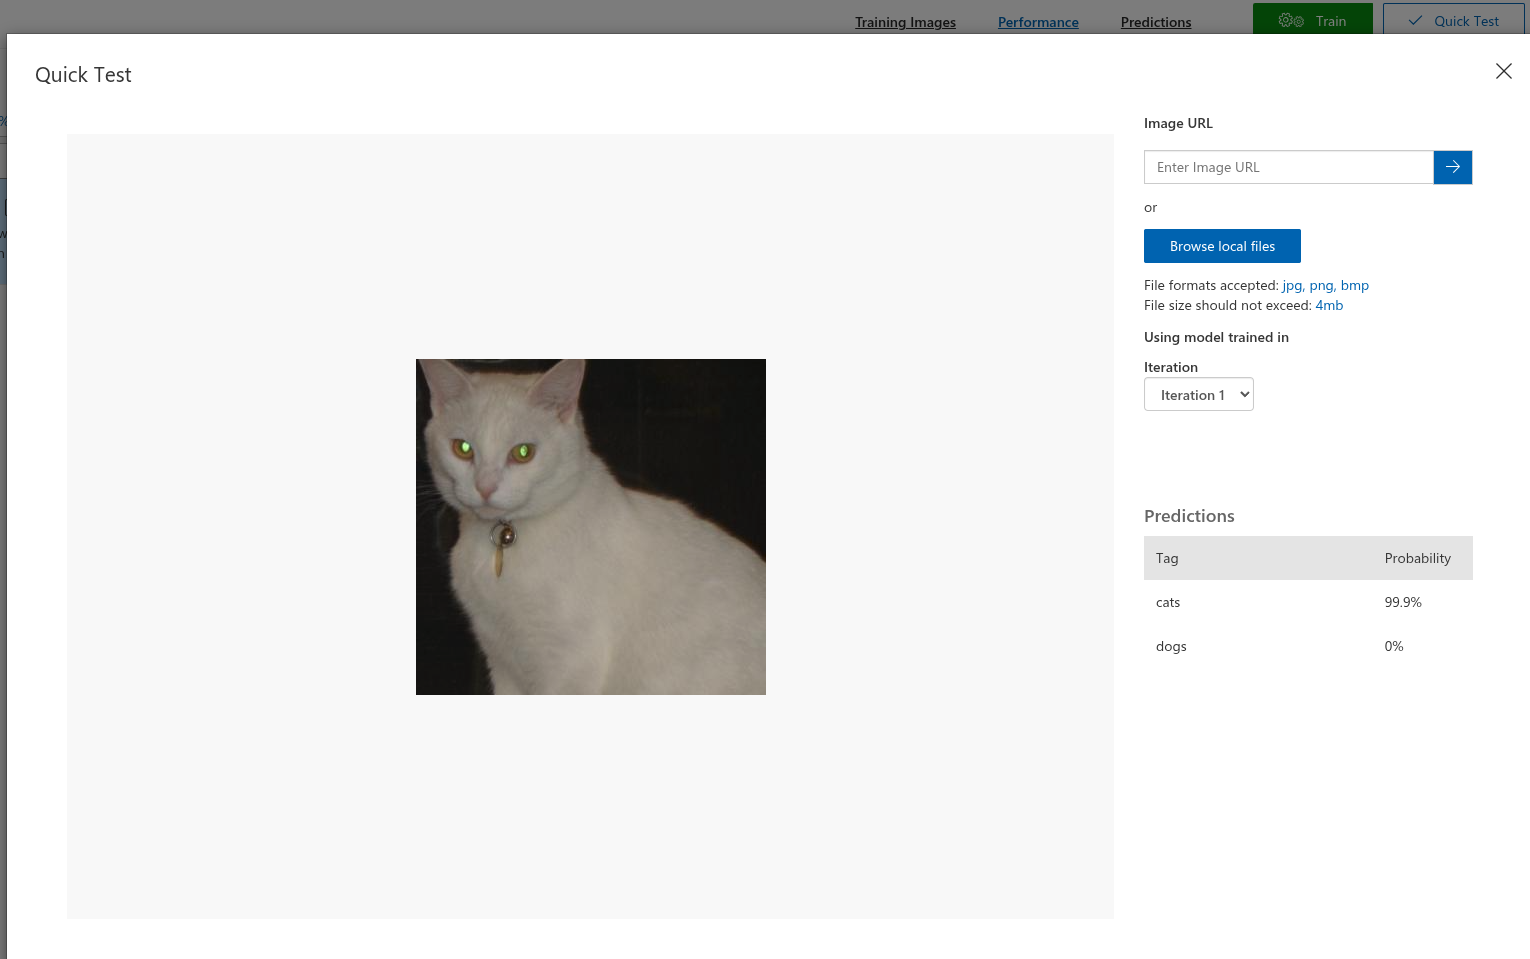 Training Images
Performance
Predictions
Train
Quick Test
Quick Test
Image URL
Enter Image URL
or
Browse local files
File formats accepted: jpg, png, bmp
File size should not exceed: 4mb
Using model trained in
Iteration
Iteration 1
Predictions
Tag Probability
cats 99.9%
dogs 0%